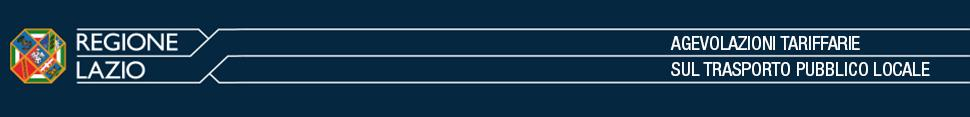 REGIONE
LAZIO
AGEVOLAZIONI TARIFFARIE
SUL TRASPORTO PUBBLICO LOCALE